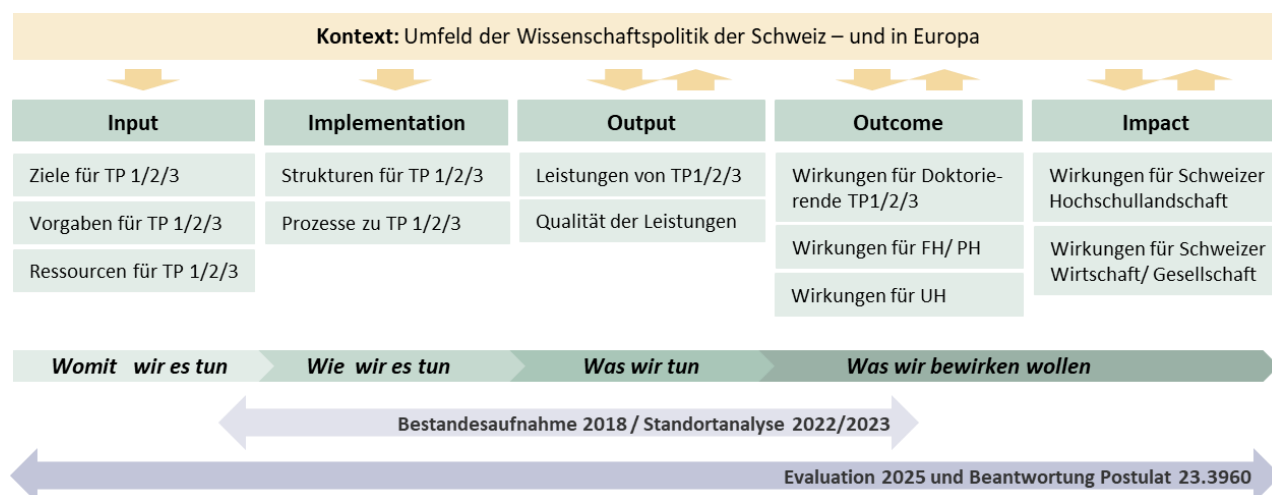 Kontext: Umfeld der Wissenschaftspolitik der Schweiz – und in Europa
Input
Ziele für TP 1/2/3
Vorgaben für TP 1/2/3
Ressourcen für TP 1/2/3
Implementation
Strukturen für TP 1/2/3
Prozesse zu TP 1/2/3
Output
Leistungen von TP1/2/3
Qualität der Leistungen
Outcome
Wirkungen für Doktorie-
rende TP1/2/3
Wirkungen für FH/ PH
Wirkungen für UH
Impact
Wirkungen für Schweizer
Hochschullandschaft
Wirkungen für Schweizer
Wirtschaft/ Gesellschaft
Womit wir es tun
Wie wir es tun
Was wir tun
Was wir bewirken wollen
Bestandesaufnahme 2018 / Standortanalyse 2022/2023
Evaluation 2025 und Beantwortung Postulat 23.3960